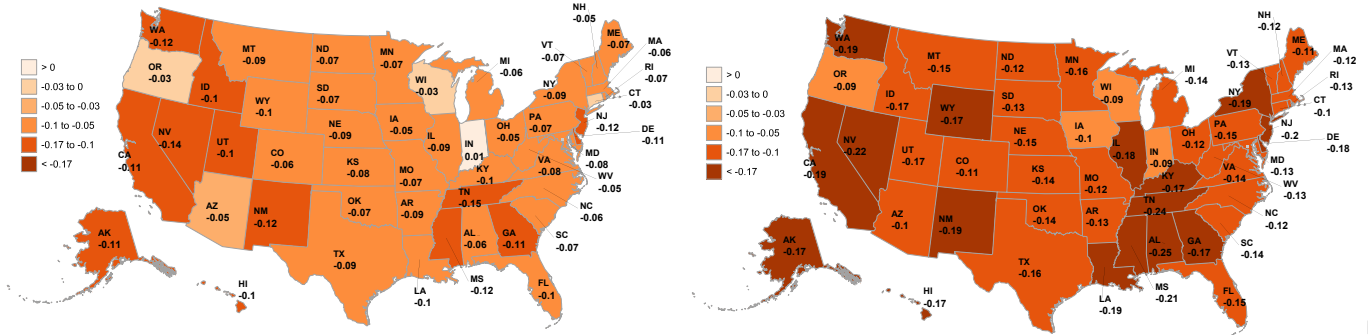 > 0
-0.03 to 0
-0.05 to -0.03
-0.1 to -0.05
-0.17 to -0.1
< -0.17
WA
-0.12
OR
-0.03
CA
-0.11
NV
-0.14
ID
-0.1
UT
-0.1
AZ
-0.05
MT
-0.09
WY
-0.1
CO
-0.06
NM
-0.12
ND
-0.07
SD
-0.07
NE
-0.09
KS
-0.08
OK
-0.07
TX
-0.09
MN
-0.07
IA
-0.05
MO
-0.07
AR
-0.09
LA
-0.1
WI
-0.03
IL
-0.09
MI
-0.06
IN
0.01
OH
-0.05
KY
-0.1
TN
-0.15
MS
-0.12
AL
-0.06
GA
-0.11
FL
-0.1
SC
-0.07
NC
-0.06
WV
-0.05
VA
-0.08
MD
-0.08
DE
-0.11
NJ
-0.12
PA
-0.07
NY
-0.09
CT
-0.03
RI
-0.07
MA
-0.06
ME
-0.07
NH
-0.05
VT
-0.07
AK
-0.11
HI
-0.1
> 0
-0.03 to 0
-0.05 to -0.03
-0.1 to -0.05
-0.17 to -0.1
< -0.17
WA
-0.19
OR
-0.09
CA
-0.19
NV
-0.22
ID
-0.17
UT
-0.17
AZ
-0.1
MT
-0.15
WY
-0.17
CO
-0.11
NM
-0.19
ND
-0.12
SD
-0.13
NE
-0.15
KS
-0.14
OK
-0.14
TX
-0.16
MN
-0.16
IA
-0.1
MO
-0.12
AR
-0.13
LA
-0.19
WI
-0.09
IL
-0.18
MI
-0.14
IN
-0.09
OH
-0.12
KY
-0.17
TN
-0.24
MS
-0.21
AL
-0.25
GA
-0.17
FL
-0.15
SC
-0.14
NC
-0.12
WV
-0.13
VA
-0.14
MD
-0.13
DE
-0.18
NJ
-0.2
PA
-0.15
NY
-0.19
CT
-0.1
RI
-0.13
MA
-0.12
ME
-0.11
NH
-0.12
VT
-0.13
AK
-0.17
HI
-0.17